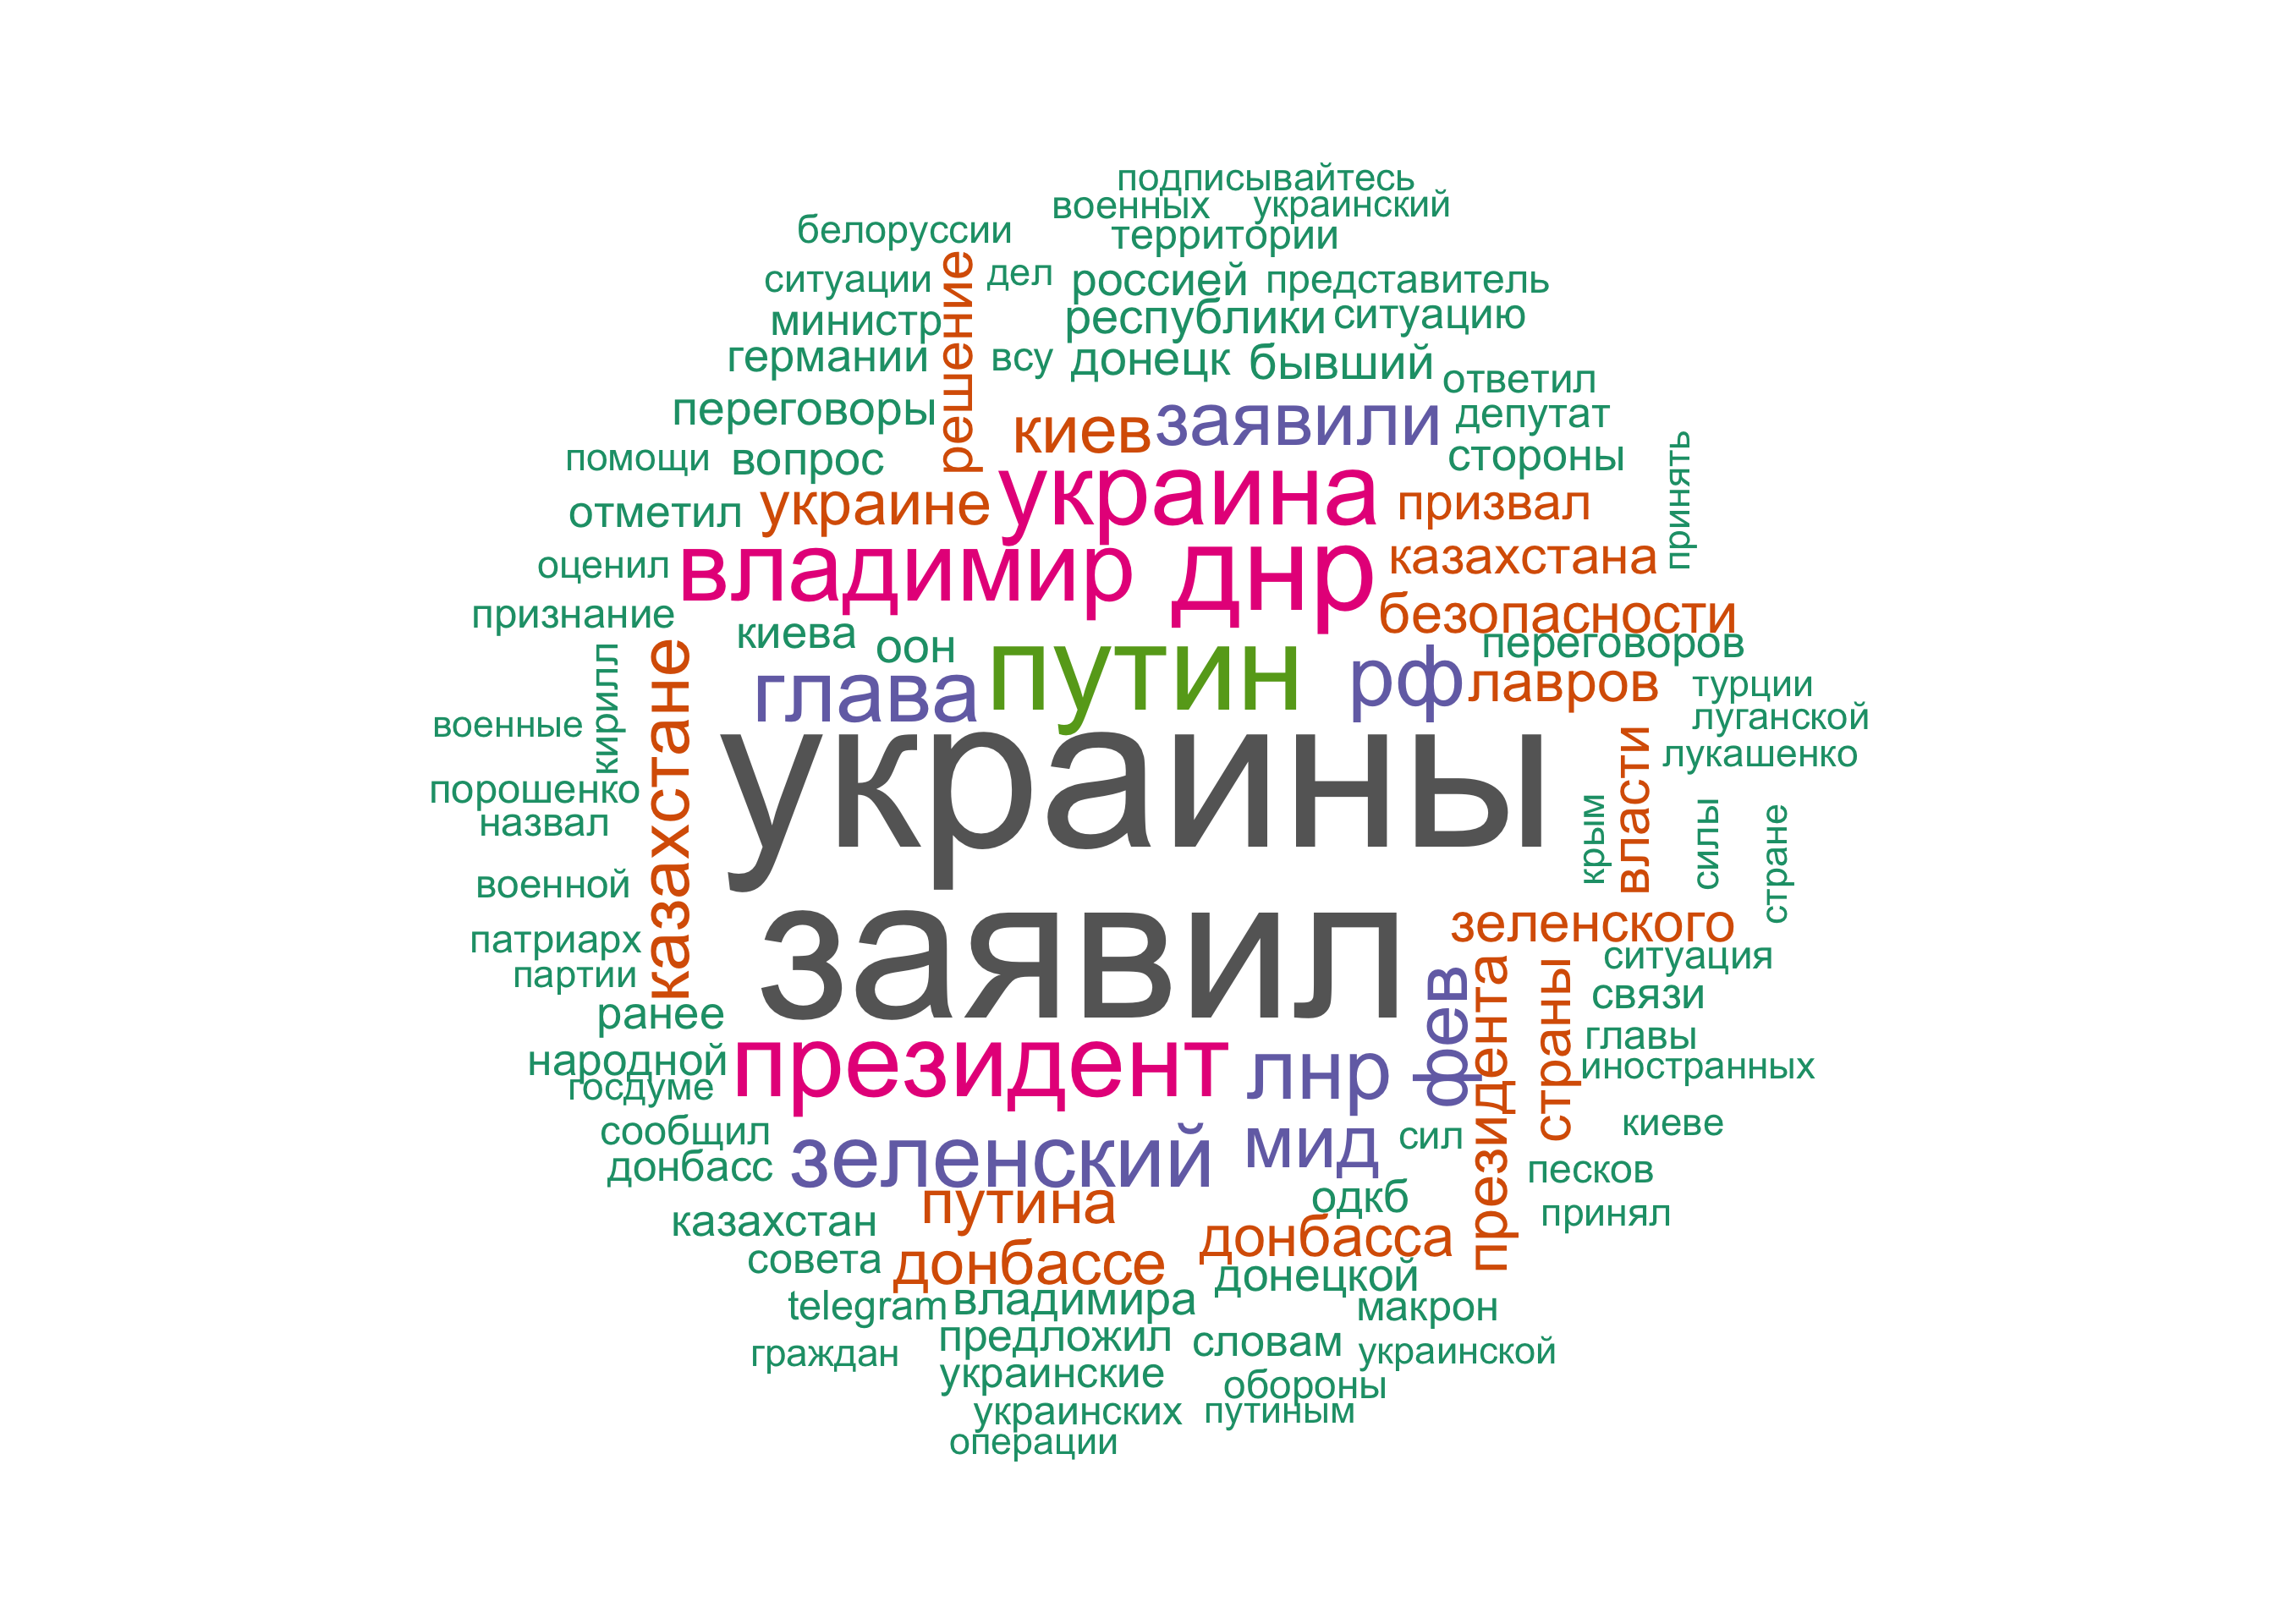 подписывайтесь
военных украинский
белоруссии территории
ситуации дел россией представитель
решение
министр республики ситуацию
германии всу донецк бывший
ответил
переговоры киев заявили депутат
помощи вопрос стороны
принять
отметил украине украина призвал
оценил владимир днр казахстана
признание безопасности
киева оон переговоров
казахстане
кирилл
глава путин рф лавров турции
военные луганской
украины лукашенко
порошенко
назвал
крым
власти
силы
стране
военной
патриарх заявил зеленского
партии ситуация
фев
президента
страны
ранее связи
народной президент лнр главы
госдуме иностранных
сообщил зеленский мид сил киеве
донбасс песков
казахстан путина одкб принял
совета донбассе донбасса
донецкой
telegram владимира макрон
граждан предложил словам украинской
украинские обороны
украинских путиным
операции